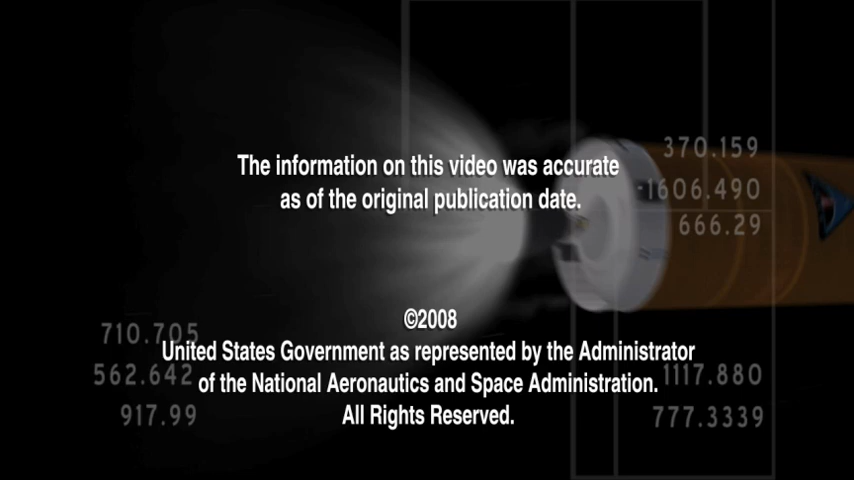 The information on this video was accurate
as of the original publication date.
370.159
-1606.490
666.29
©2008
United States Government as represented by the Administrator
of the National Aeronautics and Space Administration.
All Rights Reserved.
710.705
562.642
917.99
1117.880
777.3339